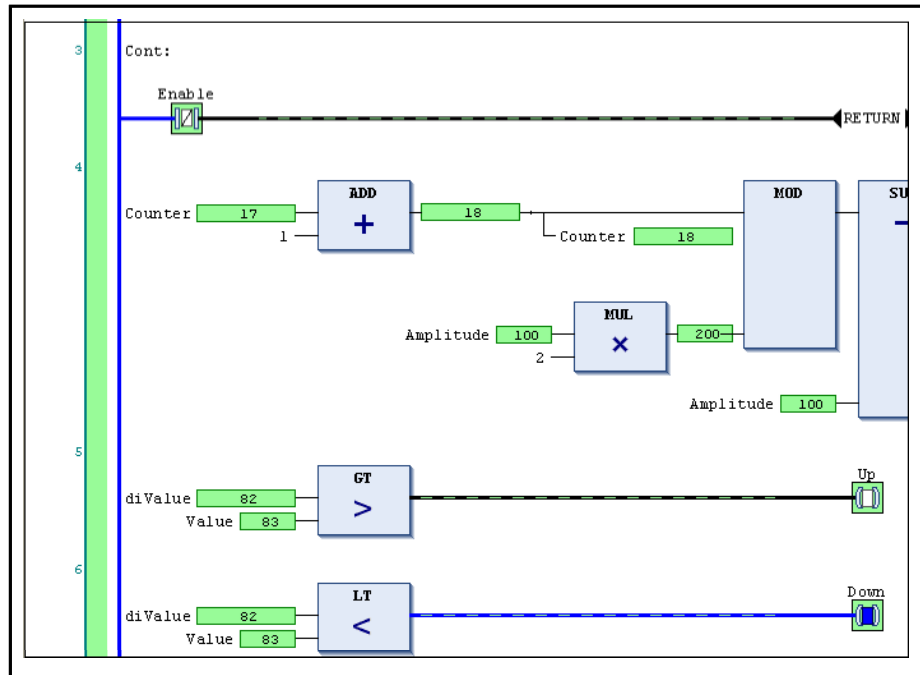 3 Cont:
Enable
RETURN
4
ADD MOD SU
Counter 17 + 18 −
1 Counter 18
MUL
Amplitude 100 × 200
2
Amplitude 100
5
GT Up
diValue 82
Value 83 >
6
LT Down
diValue 82
Value 83 <